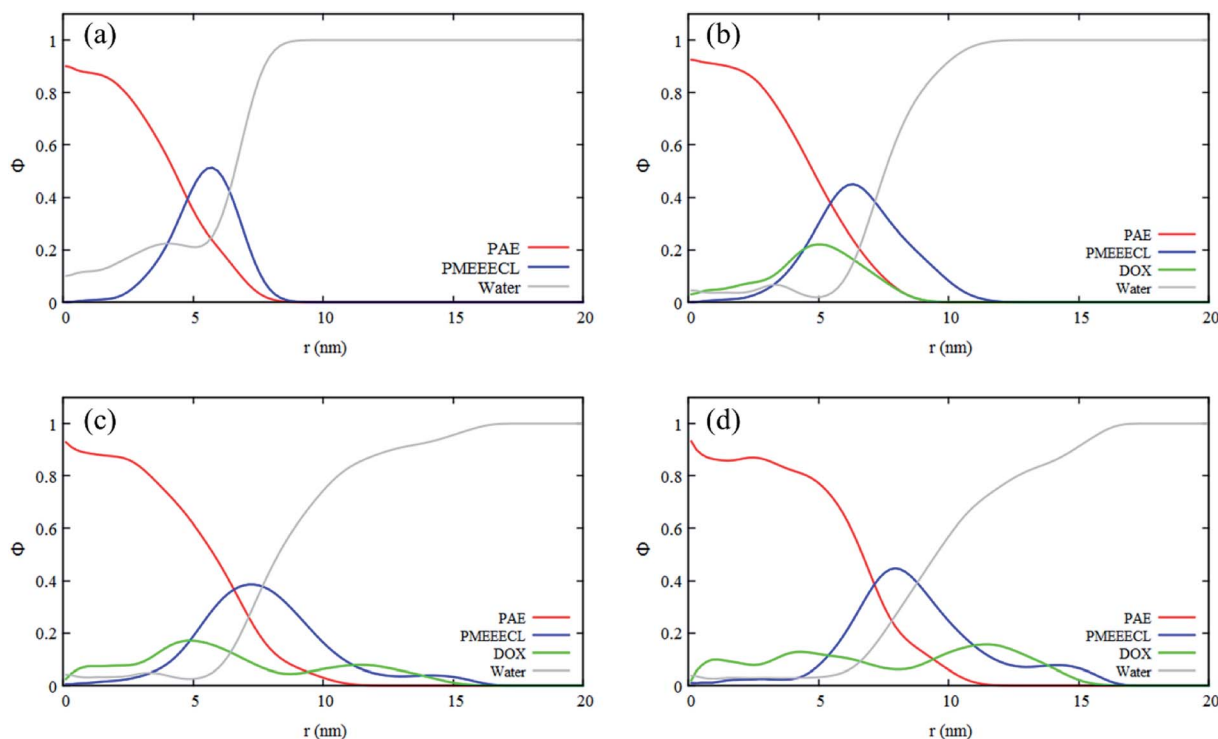 (a)
1
0.8
0.6
0.4
0.2
0
Φ
PAE
PMEEECL
Water
0 5 10 15 20
r (nm)
(b)
1
0.8
0.6
0.4
0.2
0
Φ
PAE
PMEEECL
DOX
Water
0 5 10 15 20
r (nm)
(c)
1
0.8
0.6
0.4
0.2
0
Φ
PAE
PMEEECL
DOX
Water
0 5 10 15 20
r (nm)
(d)
1
0.8
0.6
0.4
0.2
0
Φ
PAE
PMEEECL
DOX
Water
0 5 10 15 20
r (nm)